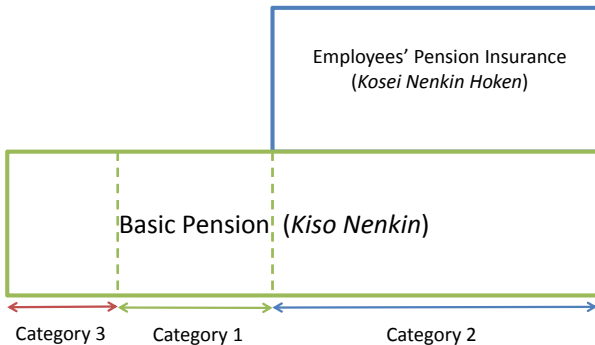 Employees’ Pension Insurance
(Kosei Nenkin Hoken)
Basic Pension (Kiso Nenkin)
Category 3
Category 1
Category 2